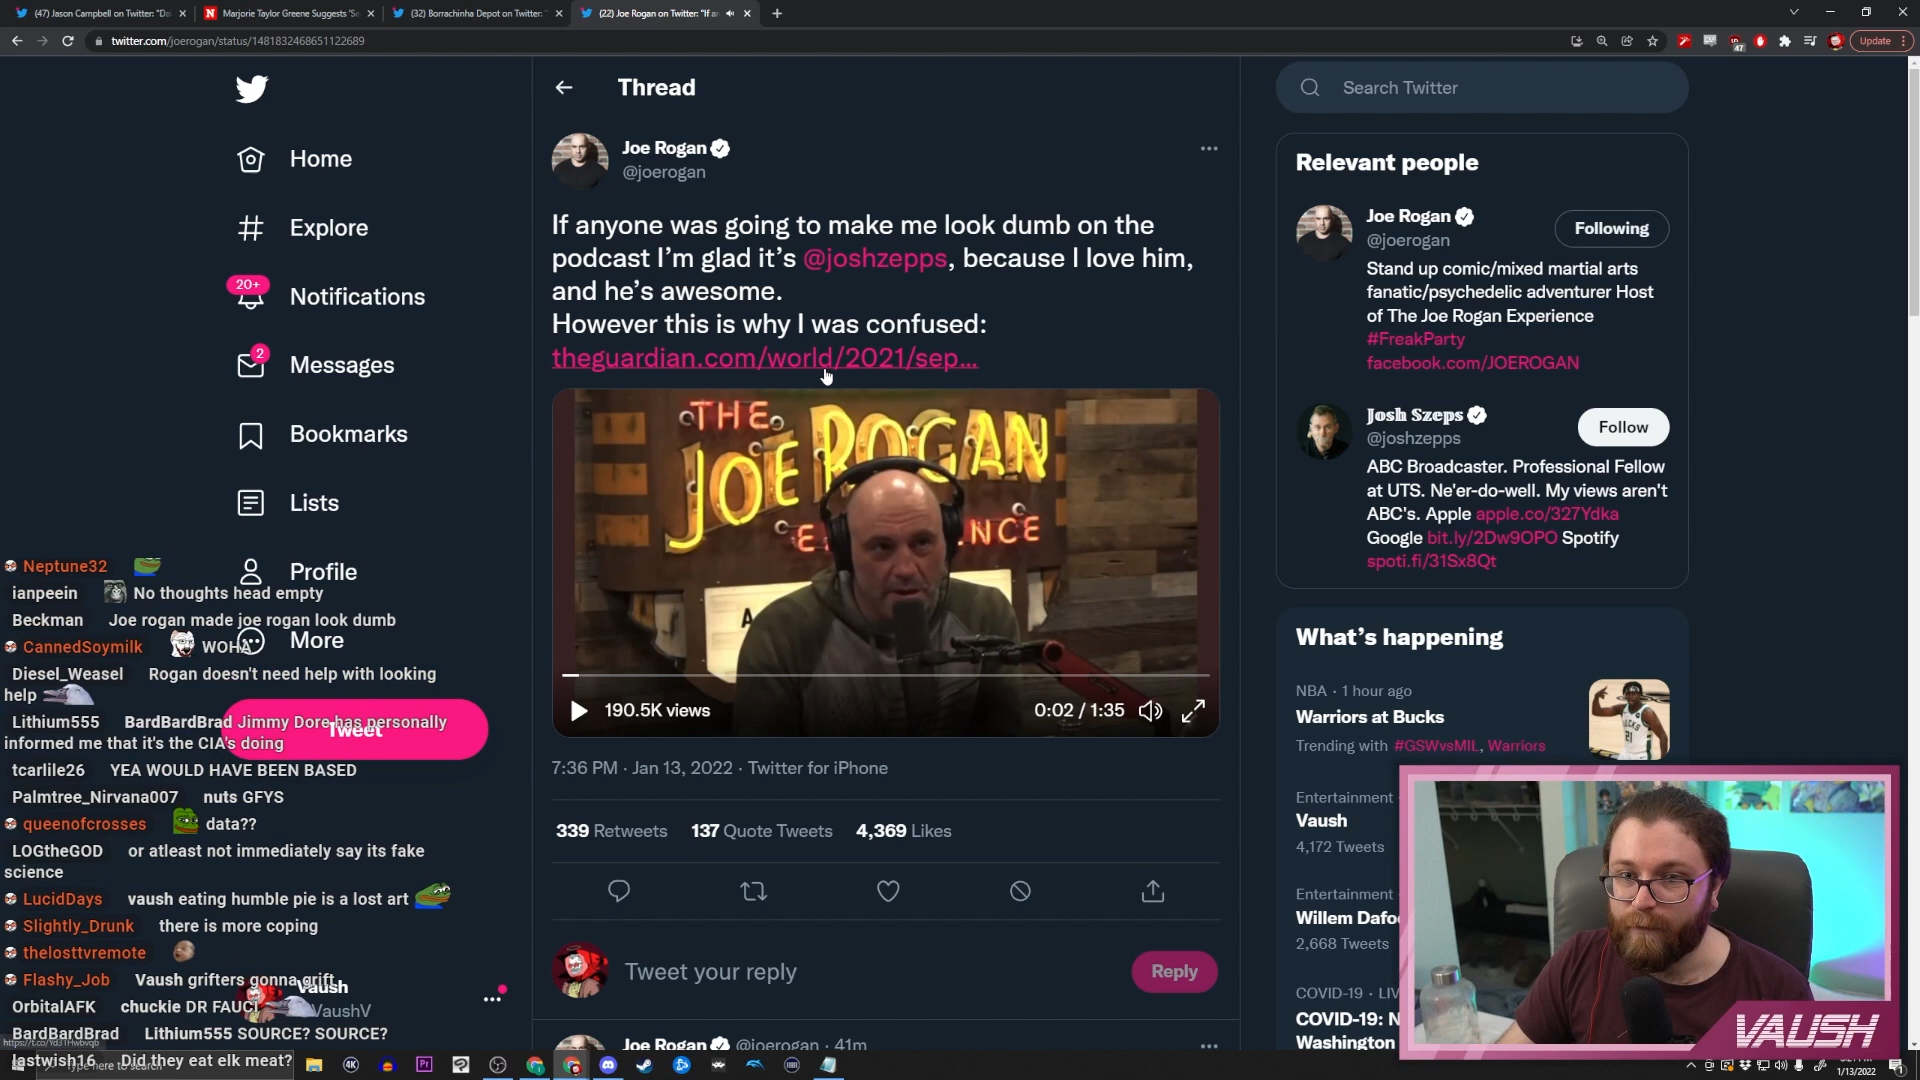 (47) Jason Campbell on Twitter: "Da
Marjorie Taylor Greene Suggests 'Se
(32) Borrachinha Depot on Twitter: "
(22) Joe Rogan on Twitter: "If a
twitter.com/joerogan/status/1481832468651122689
47
Update
Home
Explore
20+
Notifications
2
Messages
Bookmarks
Lists
Profile
More
Tweet
Vaush
VaushV
Thread
Joe Rogan
@joerogan
If anyone was going to make me look dumb on the
podcast I'm glad it's @joshzepps, because I love him,
and he's awesome.
However this is why I was confused:
theguardian.com/world/2021/sep...
THE
JOE ROGAN
190.5K views
0:02 / 1:35
7:36 PM · Jan 13, 2022 · Twitter for iPhone
339 Retweets 137 Quote Tweets 4,369 Likes
Tweet your reply
Reply
Joe Rogan @joerogan · 41m
Search Twitter
Relevant people
Joe Rogan
@joerogan
Following
Stand up comic/mixed martial arts
fanatic/psychedelic adventurer Host
of The Joe Rogan Experience
#FreakParty
facebook.com/JOEROGAN
Josh Szeps
@joshzepps
Follow
ABC Broadcaster. Professional Fellow
at UTS. Ne'er-do-well. My views aren't
ABC's. Apple apple.co/327Ydka
Google bit.ly/2Dw9OPO Spotify
spoti.fi/31Sx8Qt
What's happening
NBA · 1 hour ago
Warriors at Bucks
Trending with #GSWvsMIL, Warriors
Entertainment
Vaush
4,172 Tweets
Entertainment
Willem Dafo
2,668 Tweets
COVID-19 · LIV
COVID-19: N
Washington
VAUSH
Neptune32
ianpeein No thoughts head empty
Beckman Joe rogan made joe rogan look dumb
CannedSoymilk WOHA
Diesel_Weasel Rogan doesn't need help with looking
help
Lithium555 BardBardBrad Jimmy Dore has personally
informed me that it's the CIA's doing
tcarlile26 YEA WOULD HAVE BEEN BASED
Palmtree_Nirvana007 nuts GFYS
queenofcrosses data??
LOGtheGOD or atleast not immediately say its fake
science
LucidDays vaush eating humble pie is a lost art
Slightly_Drunk there is more coping
thelosttvremote
Flashy_Job Vaush grifters gonna grift
OrbitalAFK chuckie DR FAUCI
BardBardBrad Lithium555 SOURCE? SOURCE?
lastwish16 Did they eat elk meat?
1/13/2022